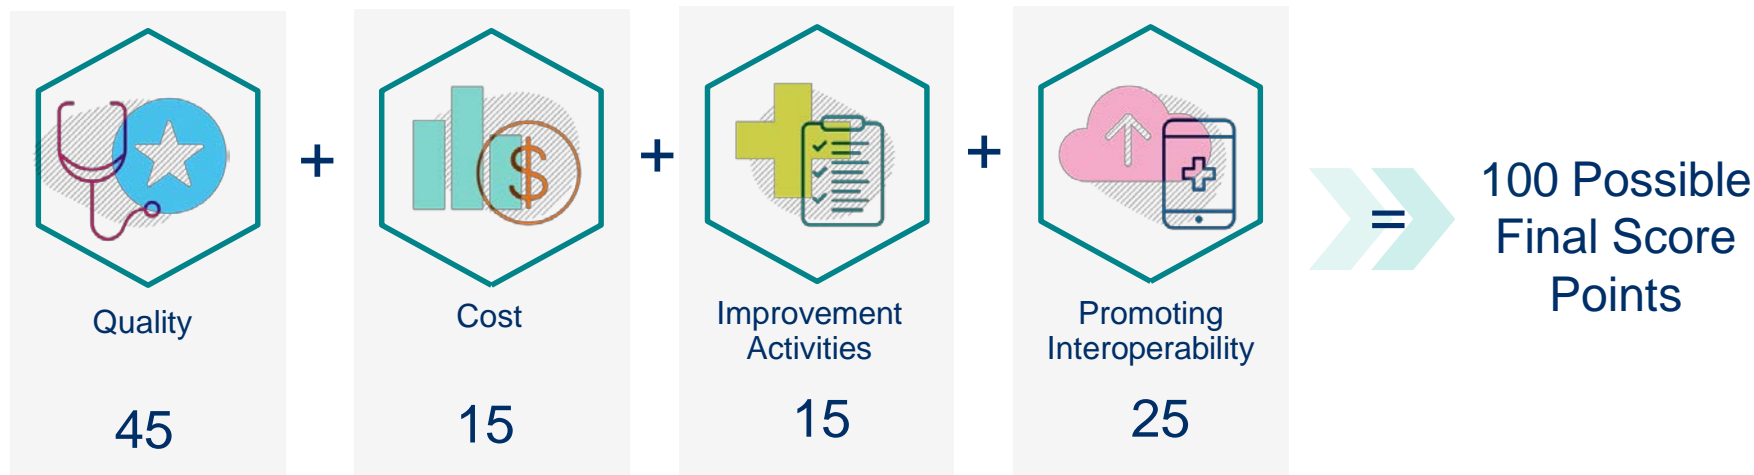 Quality
45
+
$
Cost
15
+
Improvement
Activities
15
+
Promoting
Interoperability
25
=
100 Possible
Final Score
Points